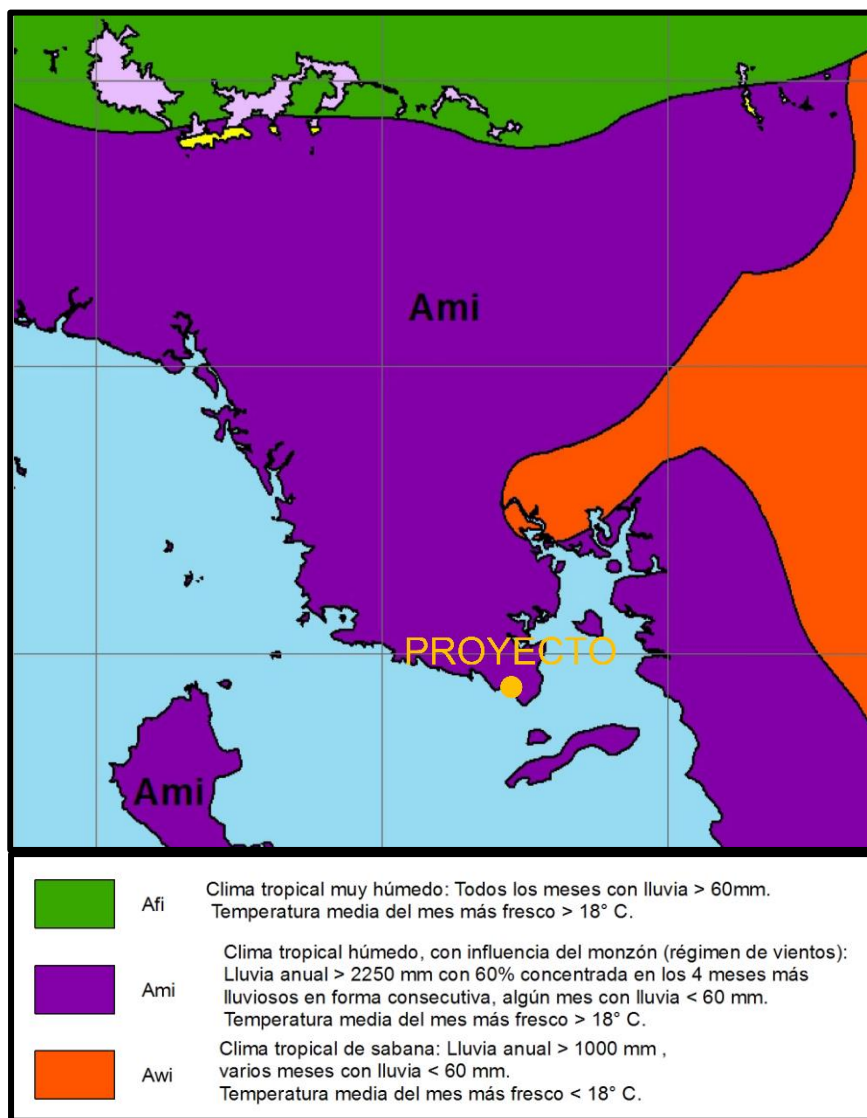 Ami
PROYECTO
Ami
Afi
Clima tropical muy húmedo: Todos los meses con lluvia > 60mm.
Temperatura media del mes más fresco > 18° C.
Ami
Clima tropical húmedo, con influencia del monzón (régimen de vientos):
Lluvia anual > 2250 mm con 60% concentrada en los 4 meses más
lluviosos en forma consecutiva, algún mes con lluvia < 60 mm.
Temperatura media del mes más fresco > 18° C.
Awi
Clima tropical de sabana: Lluvia anual > 1000 mm ,
varios meses con lluvia < 60 mm.
Temperatura media del mes más fresco < 18° C.